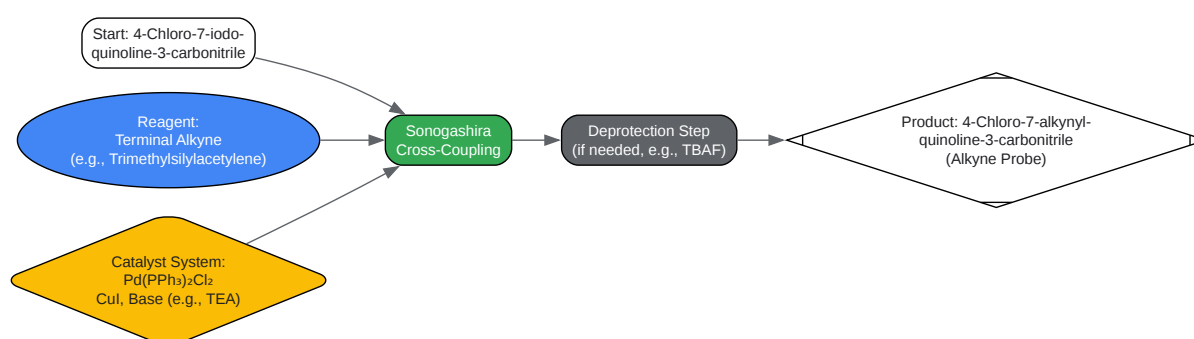 Start: 4-Chloro-7-iodo-
quinoline-3-carbonitrile
Reagent:
Terminal Alkyne
(e.g., Trimethylsilylacetylene)
Catalyst System:
Pd(PPh₃)₂Cl₂
CuI, Base (e.g., TEA)
Sonogashira
Cross-Coupling
Deprotection Step
(if needed, e.g., TBAF)
Product: 4-Chloro-7-alkynyl-
quinoline-3-carbonitrile
(Alkyne Probe)